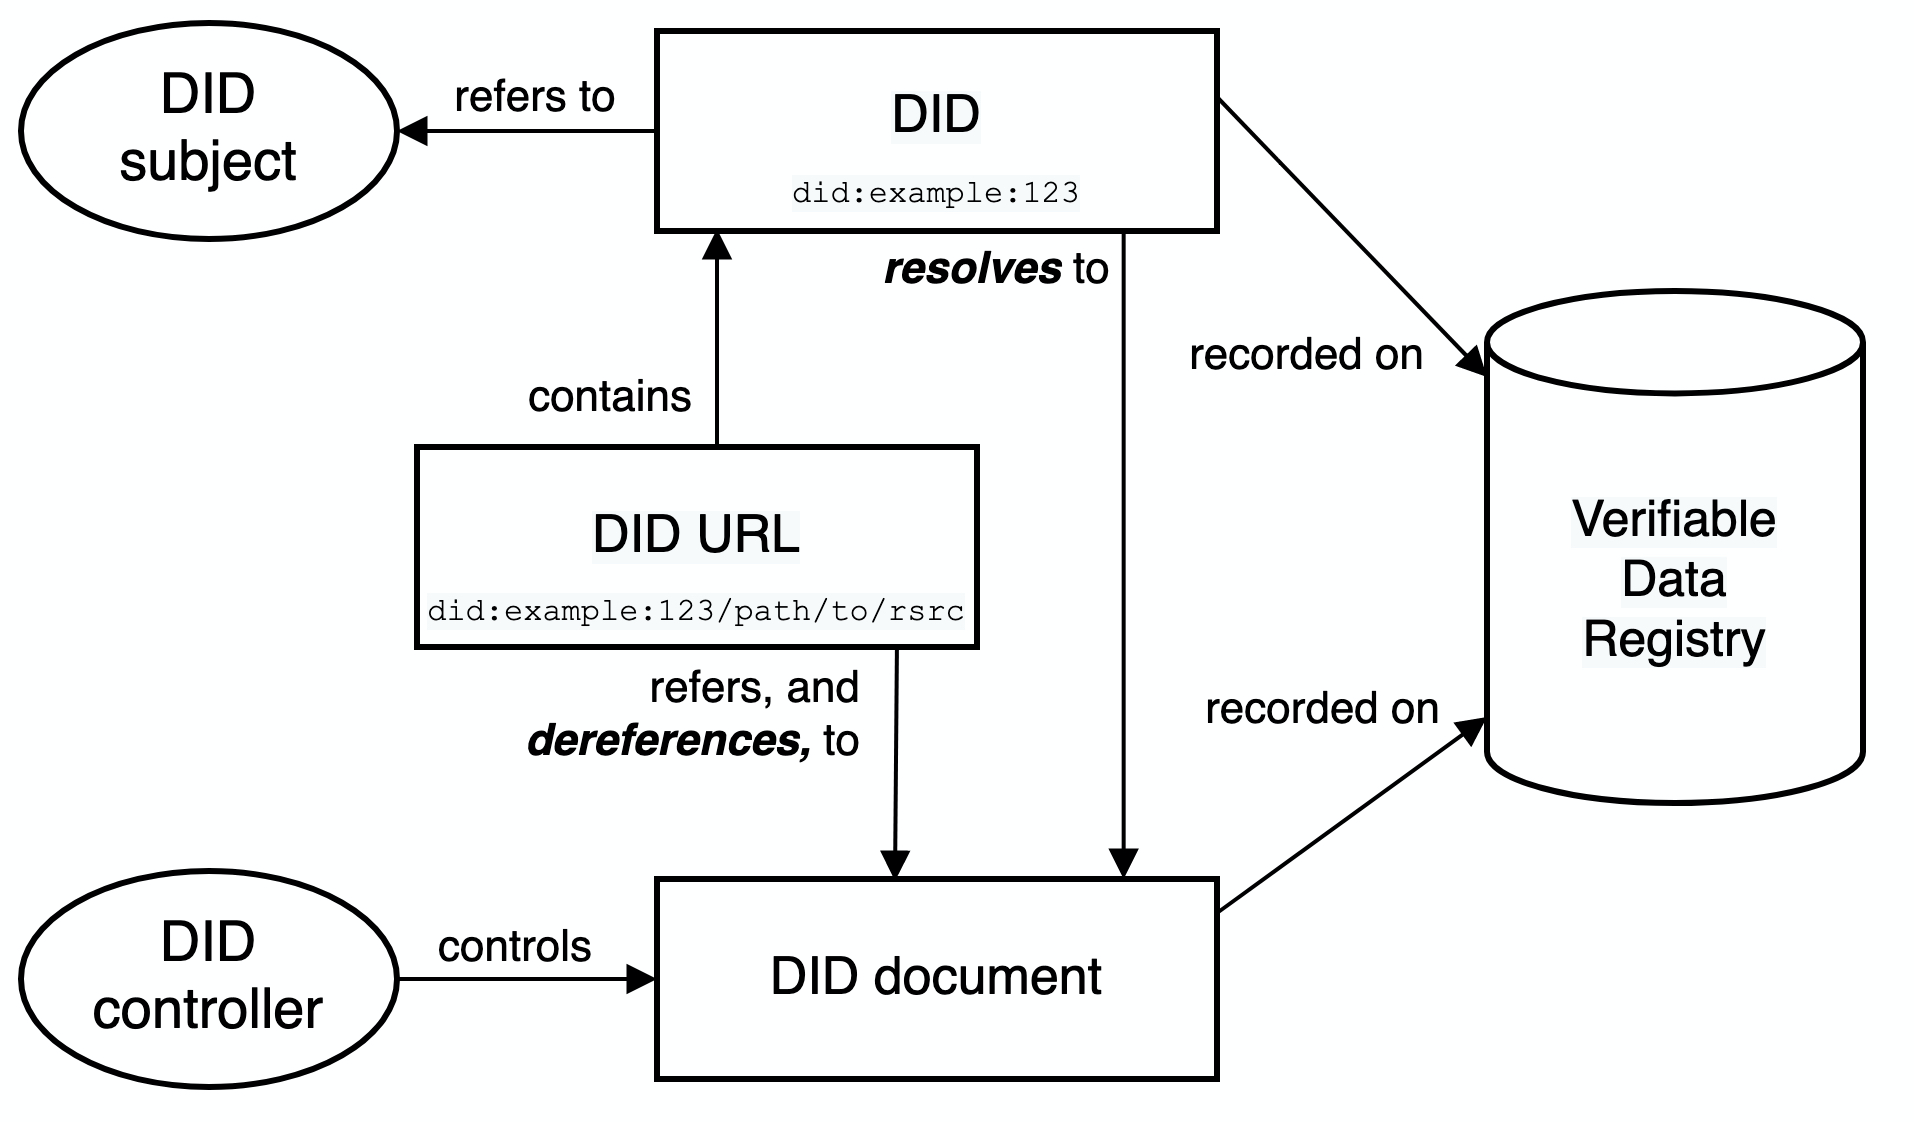 DID
subject
refers to
DID
did:example:123
resolves to
recorded on
contains
DID URL
did:example:123/path/to/rsrc
Verifiable
Data
Registry
refers, and
dereferences, to
recorded on
DID
controller
controls
DID document